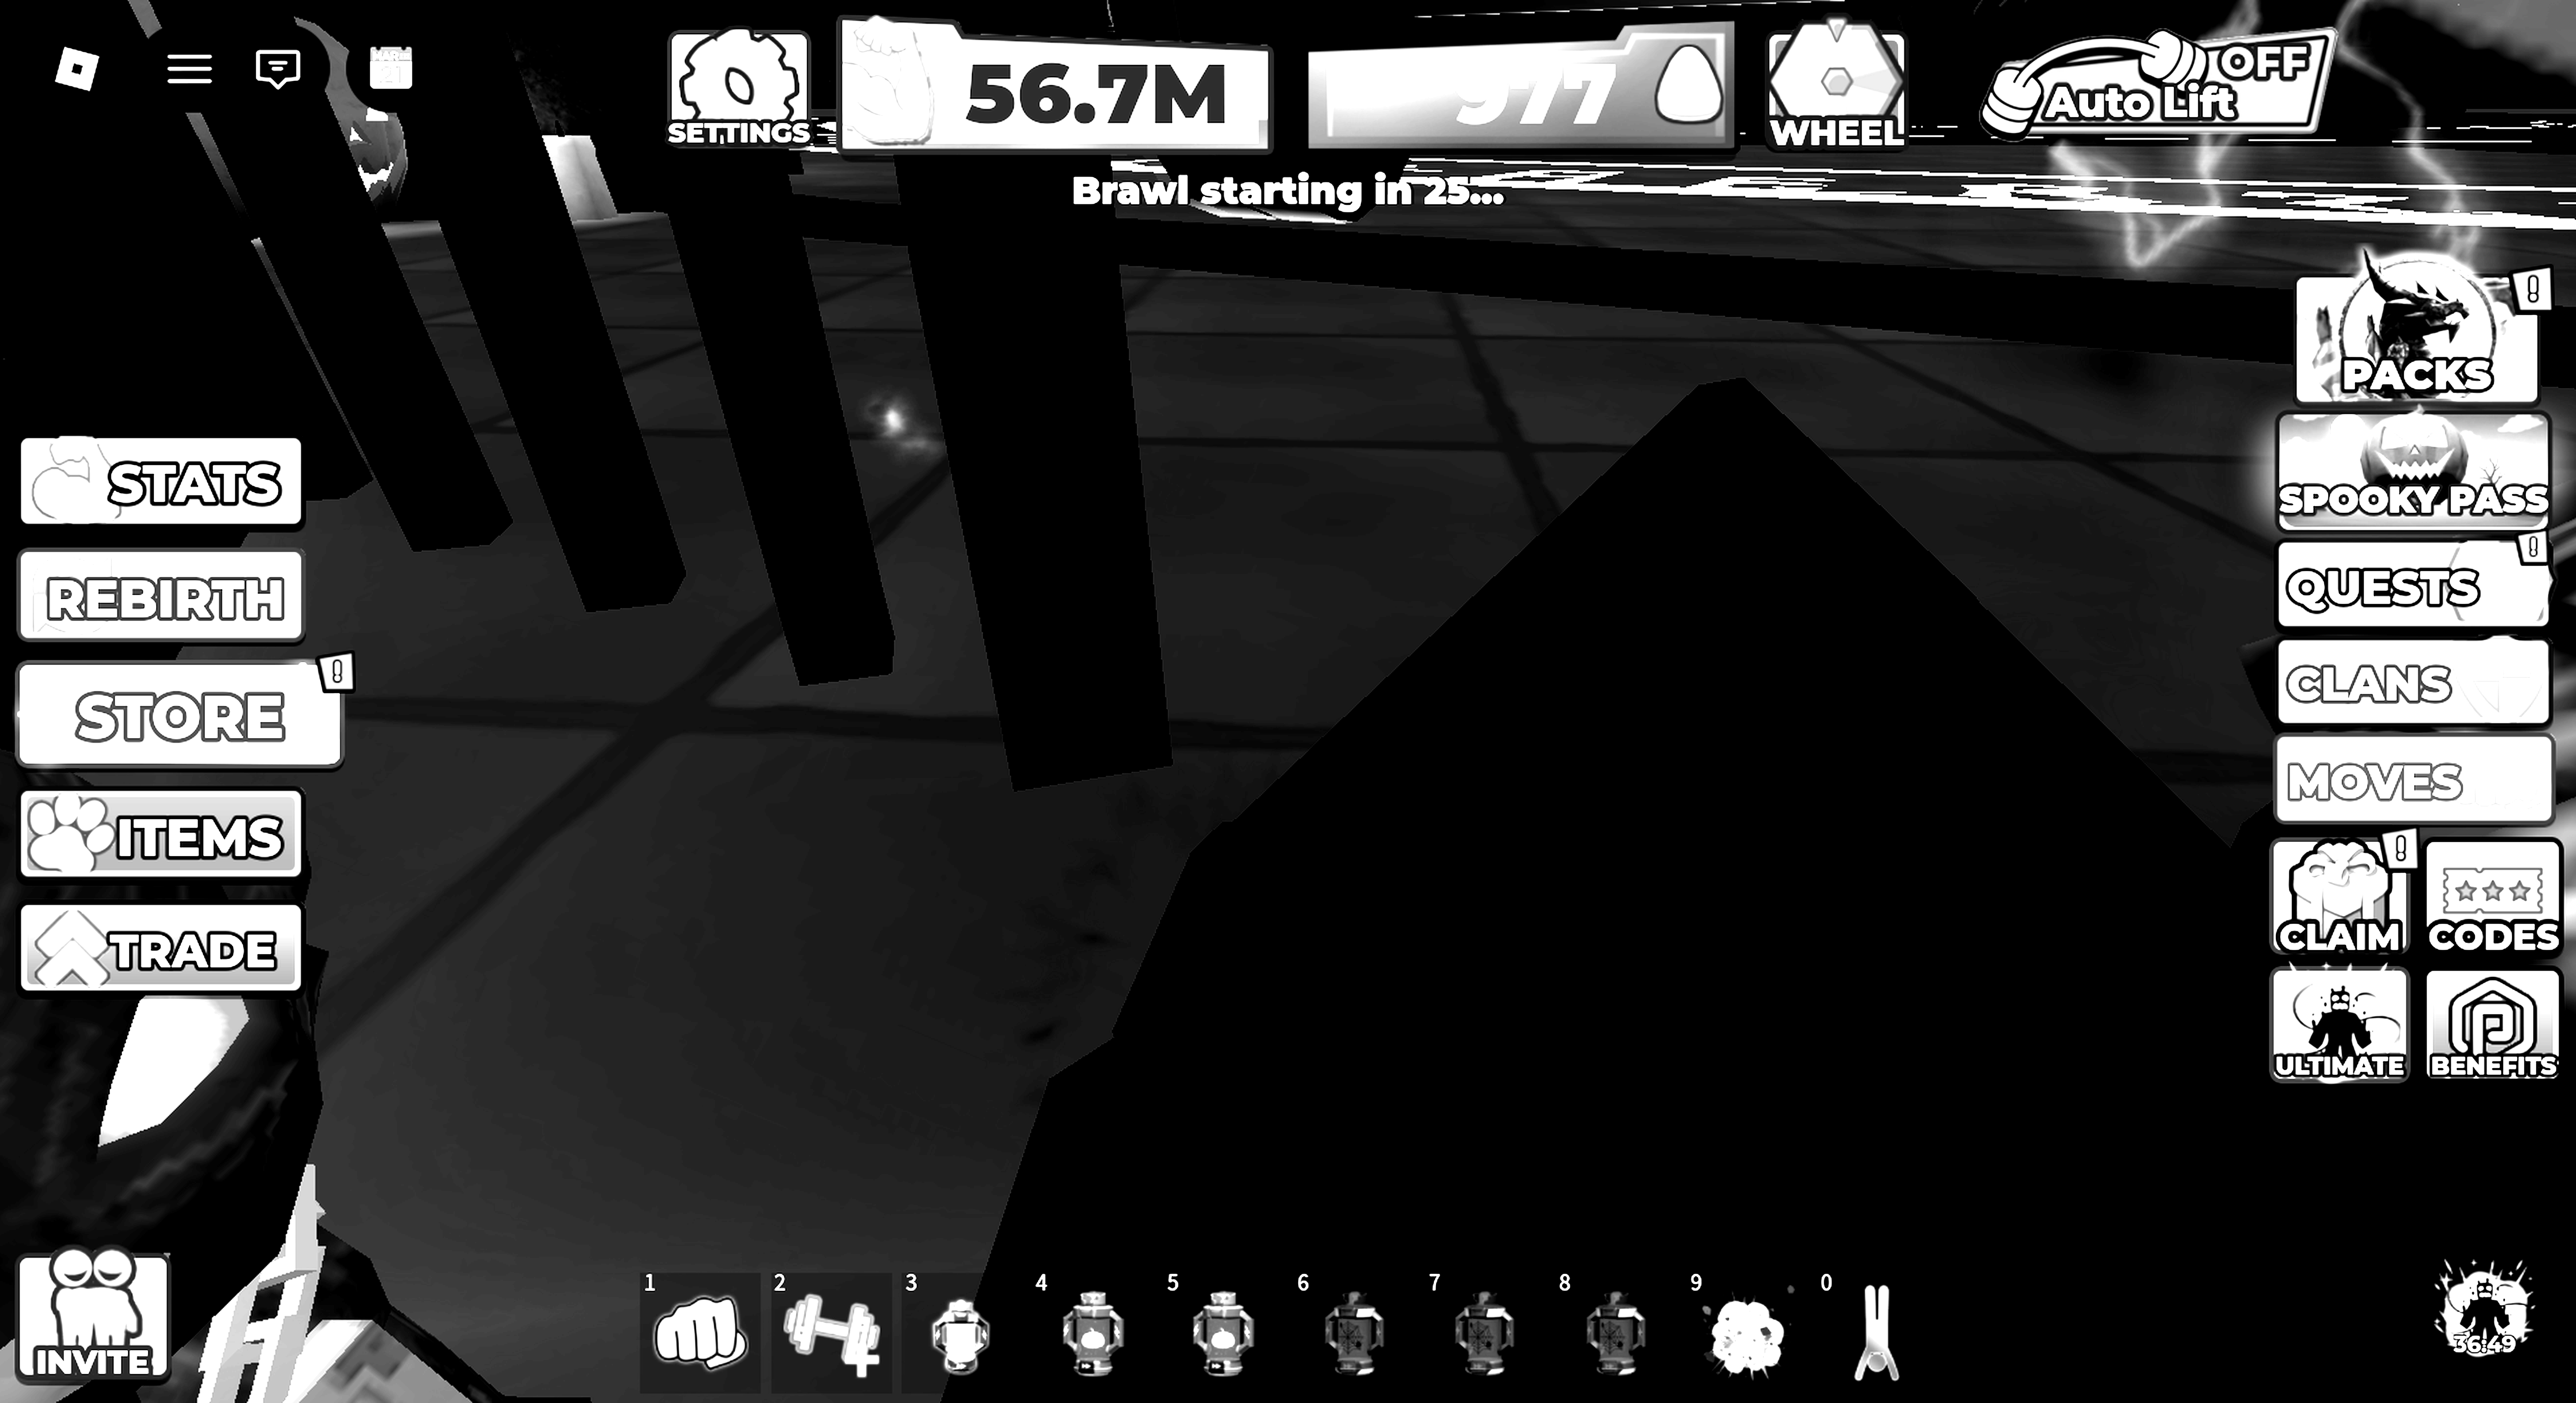 SETTINGS
56.7M
977
WHEEL
OFF
Auto Lift
Brawl starting in 25...
STATS
REBIRTH
STORE
ITEMS
TRADE
INVITE
PACKS
SPOOKY PASS
QUESTS
CLANS
MOVES
CLAIM
CODES
ULTIMATE
BENEFITS
1
2
3
4
5
6
7
8
9
0
36:49